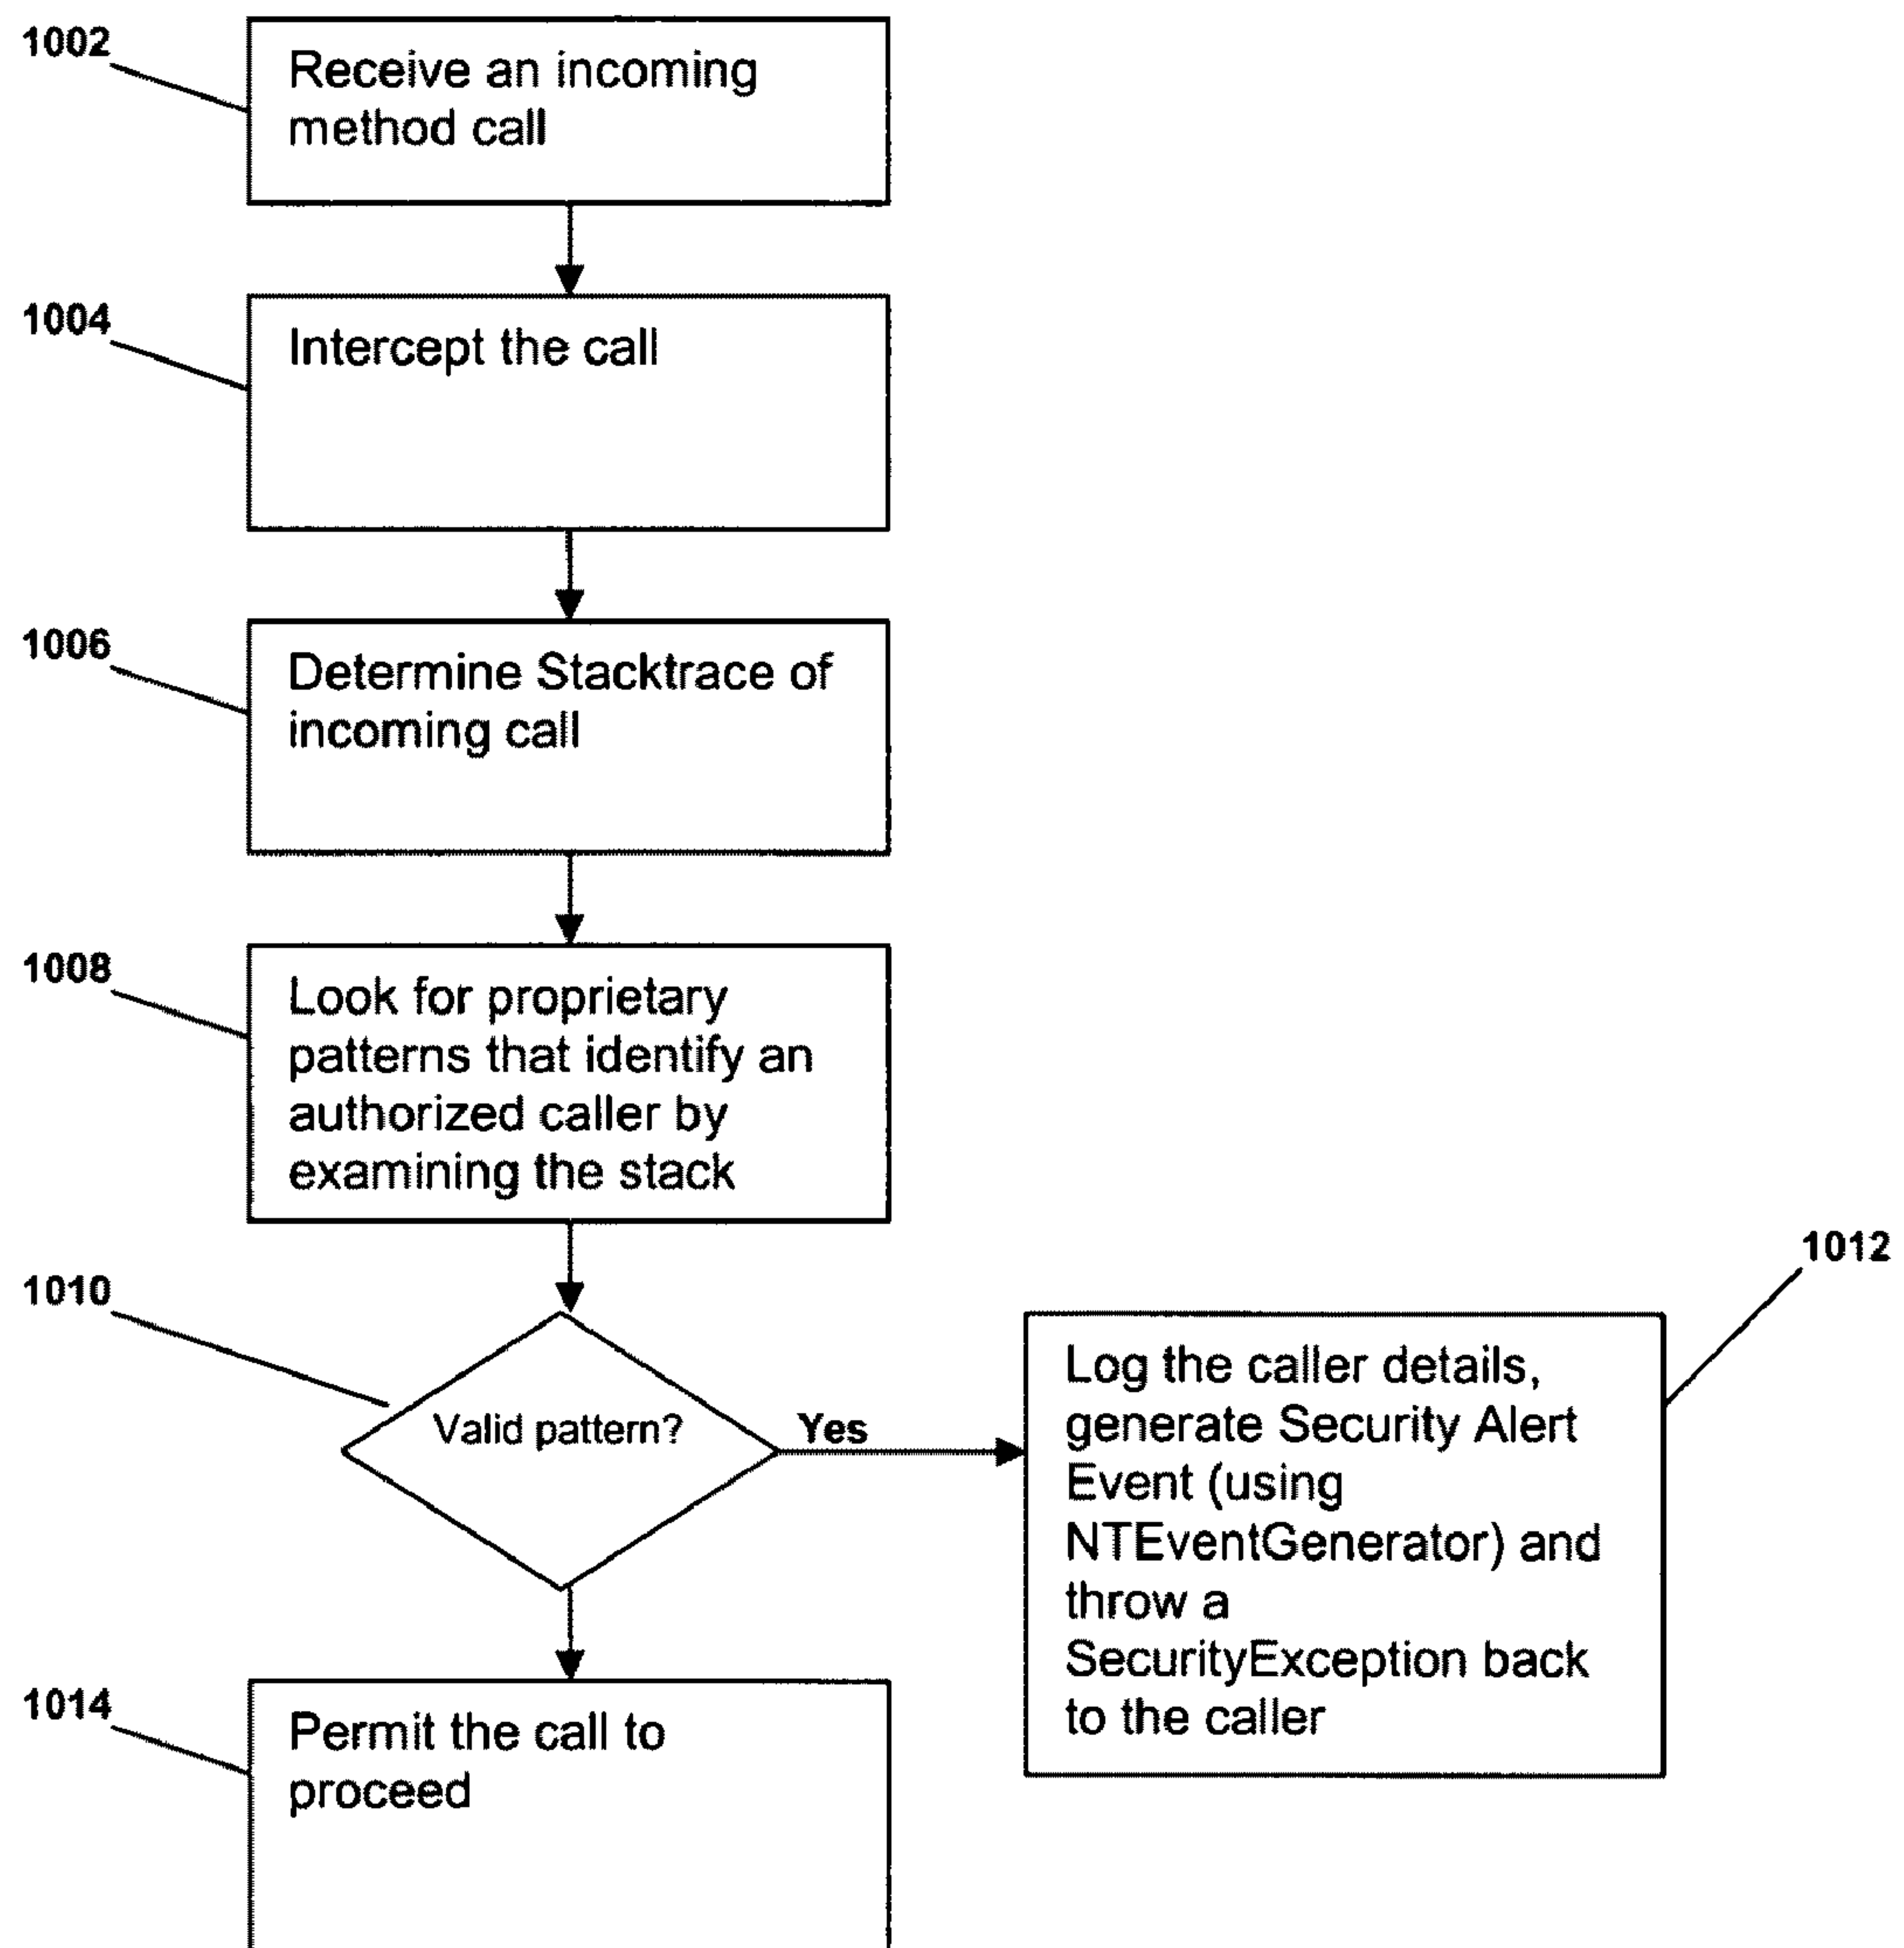 1002
Receive an incoming
method call
1004
Intercept the call
1006
Determine Stacktrace of
incoming call
1008
Look for proprietary
patterns that identify an
authorized caller by
examining the stack
1010
Valid pattern?
Yes
1012
Log the caller details,
generate Security Alert
Event (using
NTEventGenerator) and
throw a
SecurityException back
to the caller
1014
Permit the call to
proceed